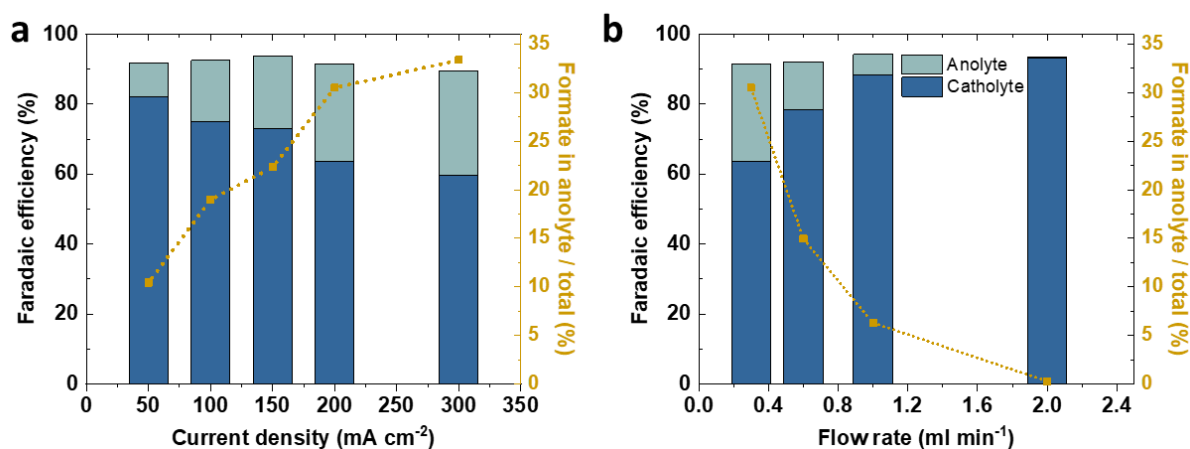 a
100
80
60
40
20
0
Faradaic efficiency (%)
0 50 100 150 200 250 300 350
Current density (mA cm⁻²)
35
30
25
20
15
10
5
0
Formate in anolyte / total (%)
b
100
80
60
40
20
0
Faradaic efficiency (%)
Anolyte
Catholyte
0.0 0.4 0.8 1.2 1.6 2.0 2.4
Flow rate (ml min⁻¹)
35
30
25
20
15
10
5
0
Formate in anolyte / total (%)